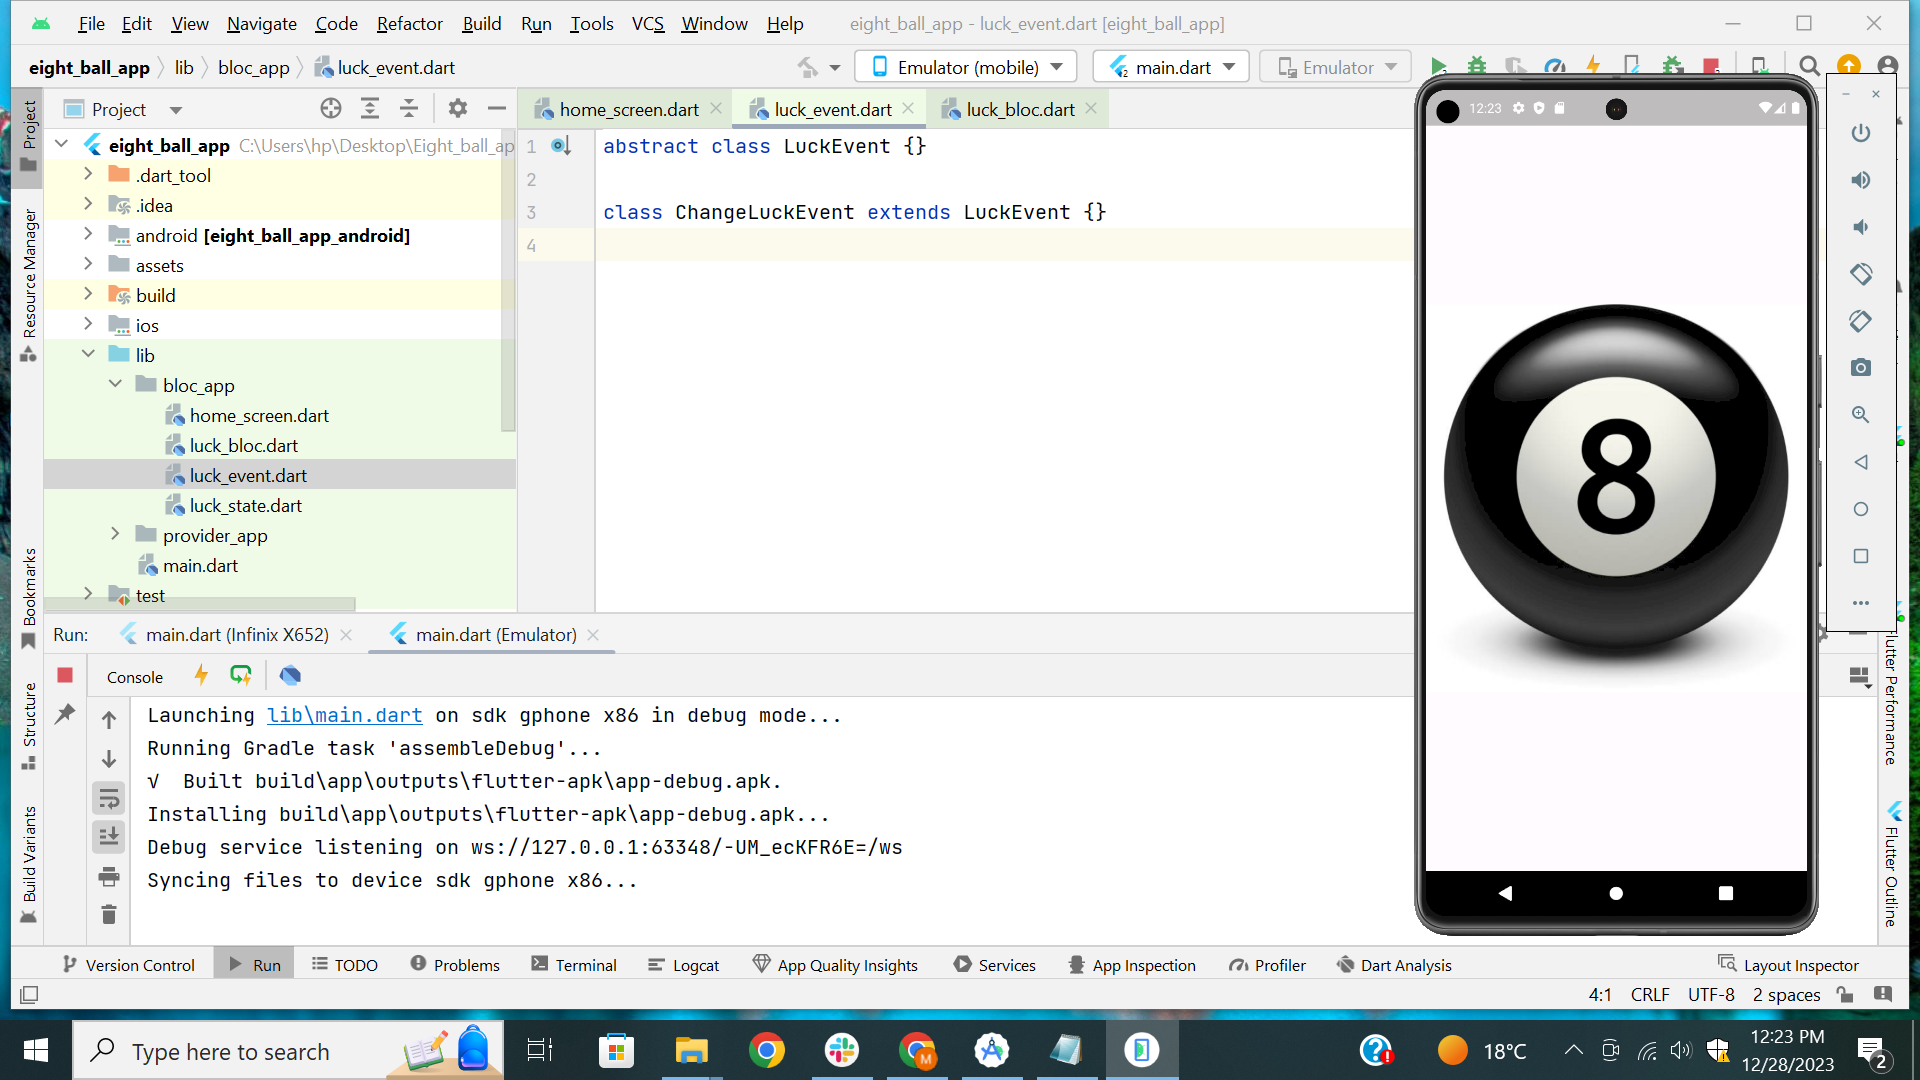 File Edit View Navigate Code Refactor Build Run Tools VCS Window Help eight_ball_app - luck_event.dart [eight_ball_app]
eight_ball_app lib bloc_app luck_event.dart Emulator (mobile) main.dart Emulator
Project
home_screen.dart luck_event.dart luck_bloc.dart
eight_ball_app C:\Users\hp\Desktop\Eight_ball_ap
.dart_tool
.idea
android [eight_ball_app_android]
assets
build
ios
lib
bloc_app
home_screen.dart
luck_bloc.dart
luck_event.dart
luck_state.dart
provider_app
main.dart
test
Project
Resource Manager
Bookmarks
Structure
Build Variants
1 abstract class LuckEvent {}
2
3 class ChangeLuckEvent extends LuckEvent {}
4
12:23
8
Run: main.dart (Infinix X652) main.dart (Emulator)
Console
Launching lib\main.dart on sdk gphone x86 in debug mode...
Running Gradle task 'assembleDebug'...
√ Built build\app\outputs\flutter-apk\app-debug.apk.
Installing build\app\outputs\flutter-apk\app-debug.apk...
Debug service listening on ws://127.0.0.1:63348/-UM_ecKFR6E=/ws
Syncing files to device sdk gphone x86...
Flutter Performance
Flutter Outline
Version Control Run TODO Problems Terminal Logcat App Quality Insights Services App Inspection Profiler Dart Analysis Layout Inspector
4:1 CRLF UTF-8 2 spaces
Type here to search
M
18°C
12:23 PM
12/28/2023
2